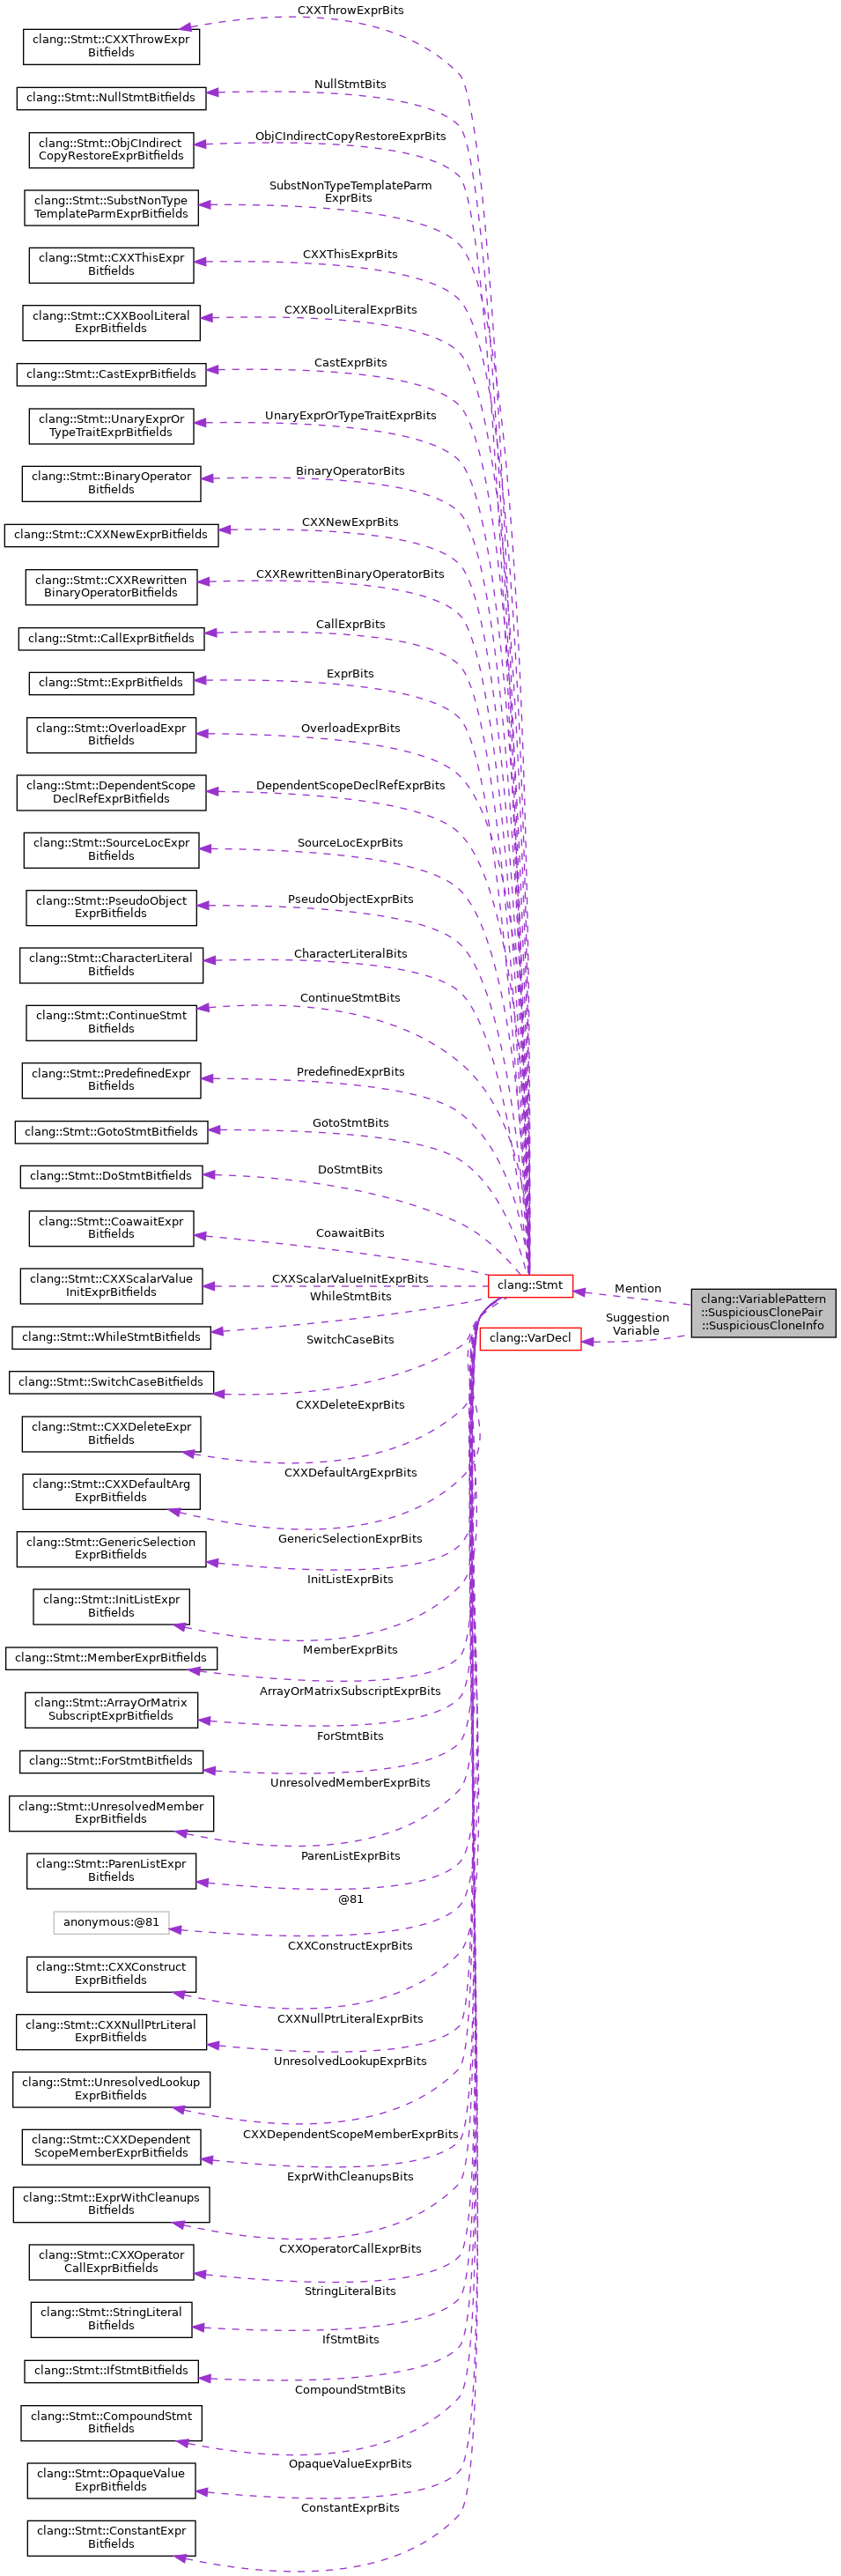 CXXThrowExprBits
clang::Stmt::CXXThrowExpr
Bitfields
NullStmtBits
clang::Stmt::NullStmtBitfields
ObjCIndirectCopyRestoreExprBits
clang::Stmt::ObjCIndirect
CopyRestoreExprBitfields
SubstNonTypeTemplateParm
ExprBits
clang::Stmt::SubstNonType
TemplateParmExprBitfields
CXXThisExprBits
clang::Stmt::CXXThisExpr
Bitfields
CXXBoolLiteralExprBits
clang::Stmt::CXXBoolLiteral
ExprBitfields
CastExprBits
clang::Stmt::CastExprBitfields
UnaryExprOrTypeTraitExprBits
clang::Stmt::UnaryExprOr
TypeTraitExprBitfields
BinaryOperatorBits
clang::Stmt::BinaryOperator
Bitfields
CXXNewExprBits
clang::Stmt::CXXNewExprBitfields
CXXRewrittenBinaryOperatorBits
clang::Stmt::CXXRewritten
BinaryOperatorBitfields
CallExprBits
clang::Stmt::CallExprBitfields
ExprBits
clang::Stmt::ExprBitfields
OverloadExprBits
clang::Stmt::OverloadExpr
Bitfields
DependentScopeDeclRefExprBits
clang::Stmt::DependentScope
DeclRefExprBitfields
SourceLocExprBits
clang::Stmt::SourceLocExpr
Bitfields
PseudoObjectExprBits
clang::Stmt::PseudoObject
ExprBitfields
CharacterLiteralBits
clang::Stmt::CharacterLiteral
Bitfields
ContinueStmtBits
clang::Stmt::ContinueStmt
Bitfields
PredefinedExprBits
clang::Stmt::PredefinedExpr
Bitfields
GotoStmtBits
clang::Stmt::GotoStmtBitfields
DoStmtBits
clang::Stmt::DoStmtBitfields
CoawaitBits
clang::Stmt::CoawaitExpr
Bitfields
CXXScalarValueInitExprBits
clang::Stmt::CXXScalarValue
InitExprBitfields
clang::Stmt
Mention
clang::VariablePattern
::SuspiciousClonePair
::SuspiciousCloneInfo
Suggestion
Variable
clang::VarDecl
WhileStmtBits
clang::Stmt::WhileStmtBitfields
SwitchCaseBits
clang::Stmt::SwitchCaseBitfields
CXXDeleteExprBits
clang::Stmt::CXXDeleteExpr
Bitfields
CXXDefaultArgExprBits
clang::Stmt::CXXDefaultArg
ExprBitfields
GenericSelectionExprBits
clang::Stmt::GenericSelection
ExprBitfields
InitListExprBits
clang::Stmt::InitListExpr
Bitfields
MemberExprBits
clang::Stmt::MemberExprBitfields
ArrayOrMatrixSubscriptExprBits
clang::Stmt::ArrayOrMatrix
SubscriptExprBitfields
ForStmtBits
clang::Stmt::ForStmtBitfields
UnresolvedMemberExprBits
clang::Stmt::UnresolvedMember
ExprBitfields
ParenListExprBits
clang::Stmt::ParenListExpr
Bitfields
@81
anonymous:@81
CXXConstructExprBits
clang::Stmt::CXXConstruct
ExprBitfields
CXXNullPtrLiteralExprBits
clang::Stmt::CXXNullPtrLiteral
ExprBitfields
UnresolvedLookupExprBits
clang::Stmt::UnresolvedLookup
ExprBitfields
CXXDependentScopeMemberExprBits
clang::Stmt::CXXDependent
ScopeMemberExprBitfields
ExprWithCleanupsBits
clang::Stmt::ExprWithCleanups
Bitfields
CXXOperatorCallExprBits
clang::Stmt::CXXOperator
CallExprBitfields
StringLiteralBits
clang::Stmt::StringLiteral
Bitfields
IfStmtBits
clang::Stmt::IfStmtBitfields
CompoundStmtBits
clang::Stmt::CompoundStmt
Bitfields
OpaqueValueExprBits
clang::Stmt::OpaqueValue
ExprBitfields
ConstantExprBits
clang::Stmt::ConstantExpr
Bitfields